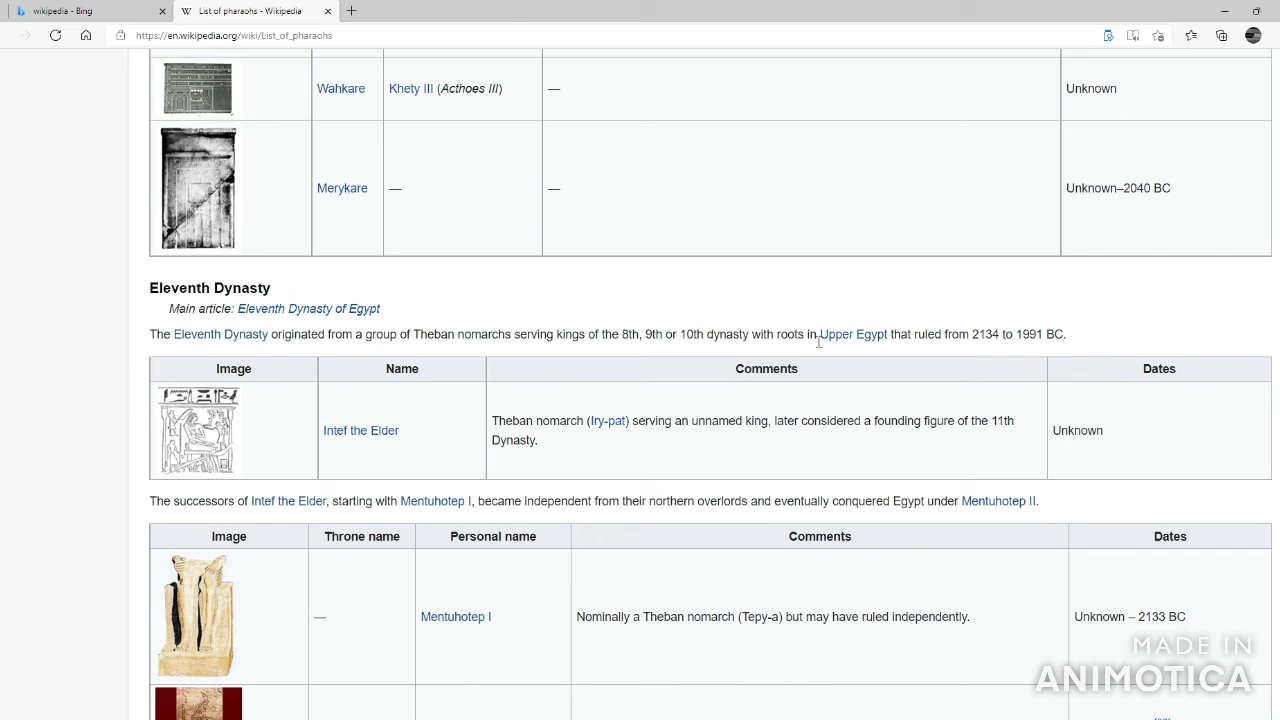 wikipedia - Bing
List of pharaohs - Wikipedia
https://en.wikipedia.org/wiki/List_of_pharaohs
Wahkare Khety III (Acthoes III) — Unknown
Merykare — — Unknown–2040 BC
Eleventh Dynasty
Main article: Eleventh Dynasty of Egypt
The Eleventh Dynasty originated from a group of Theban nomarchs serving kings of the 8th, 9th or 10th dynasty with roots in Upper Egypt that ruled from 2134 to 1991 BC.
Image Name Comments Dates
Intef the Elder
Theban nomarch (Iry-pat) serving an unnamed king, later considered a founding figure of the 11th
Dynasty.
Unknown
The successors of Intef the Elder, starting with Mentuhotep I, became independent from their northern overlords and eventually conquered Egypt under Mentuhotep II.
Image Throne name Personal name Comments Dates
— Mentuhotep I Nominally a Theban nomarch (Tepy-a) but may have ruled independently. Unknown – 2133 BC
MADE IN
ANIMOTICA